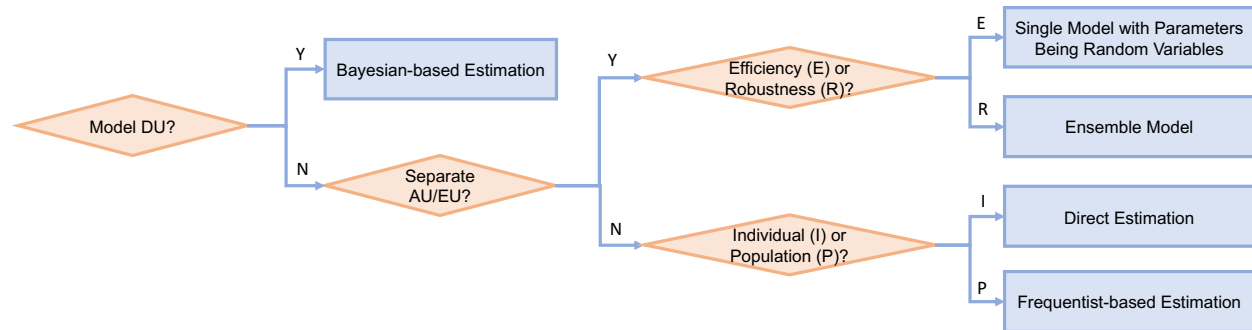 Model DU?
Y
Bayesian-based Estimation
N
Separate
AU/EU?
Y
Efficiency (E) or
Robustness (R)?
E
Single Model with Parameters
Being Random Variables
R
Ensemble Model
N
Individual (I) or
Population (P)?
I
Direct Estimation
P
Frequentist-based Estimation